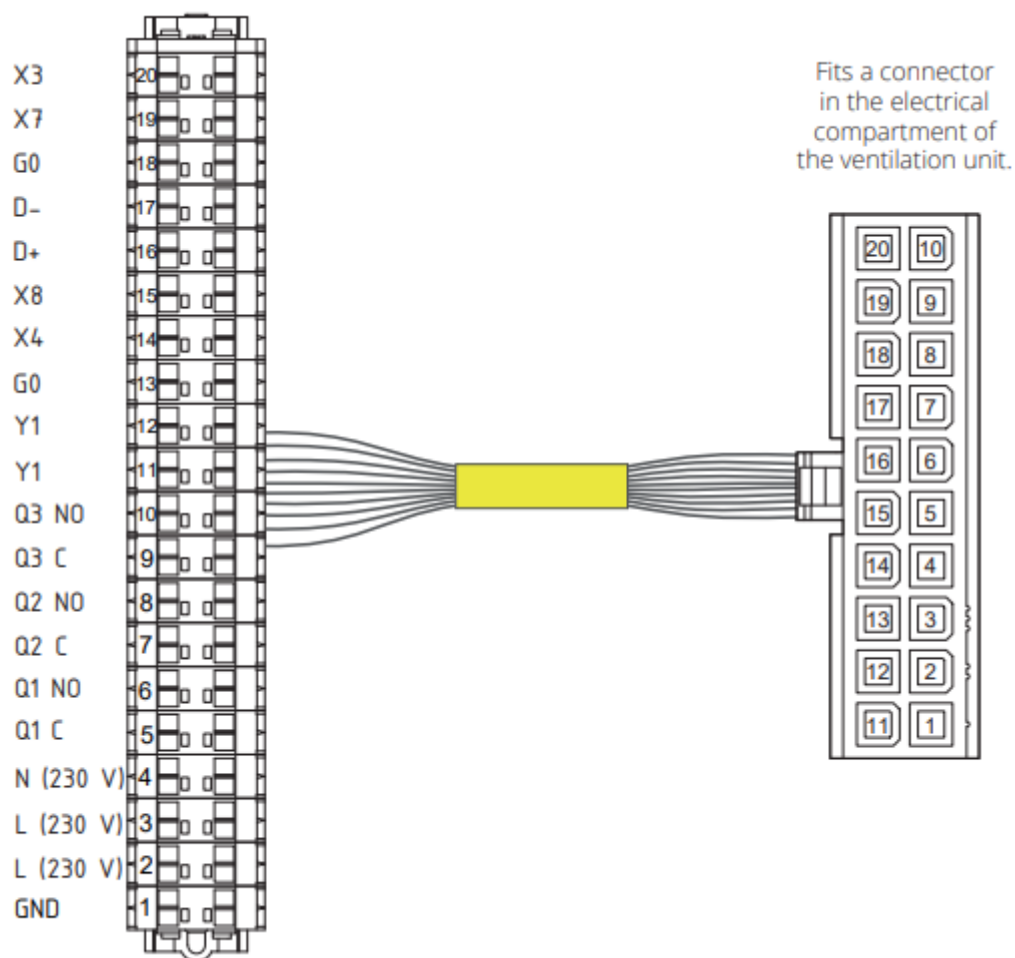 X3 20
X7 19
G0 18
D- 17
D+ 16
X8 15
X4 14
G0 13
Y1 12
Y1 11
Q3 NO 10
Q3 C 9
Q2 NO 8
Q2 C 7
Q1 NO 6
Q1 C 5
N (230 V) 4
L (230 V) 3
L (230 V) 2
GND 1
Fits a connector
in the electrical
compartment of
the ventilation unit.
20 10
19 9
18 8
17 7
16 6
15 5
14 4
13 3
12 2
11 1